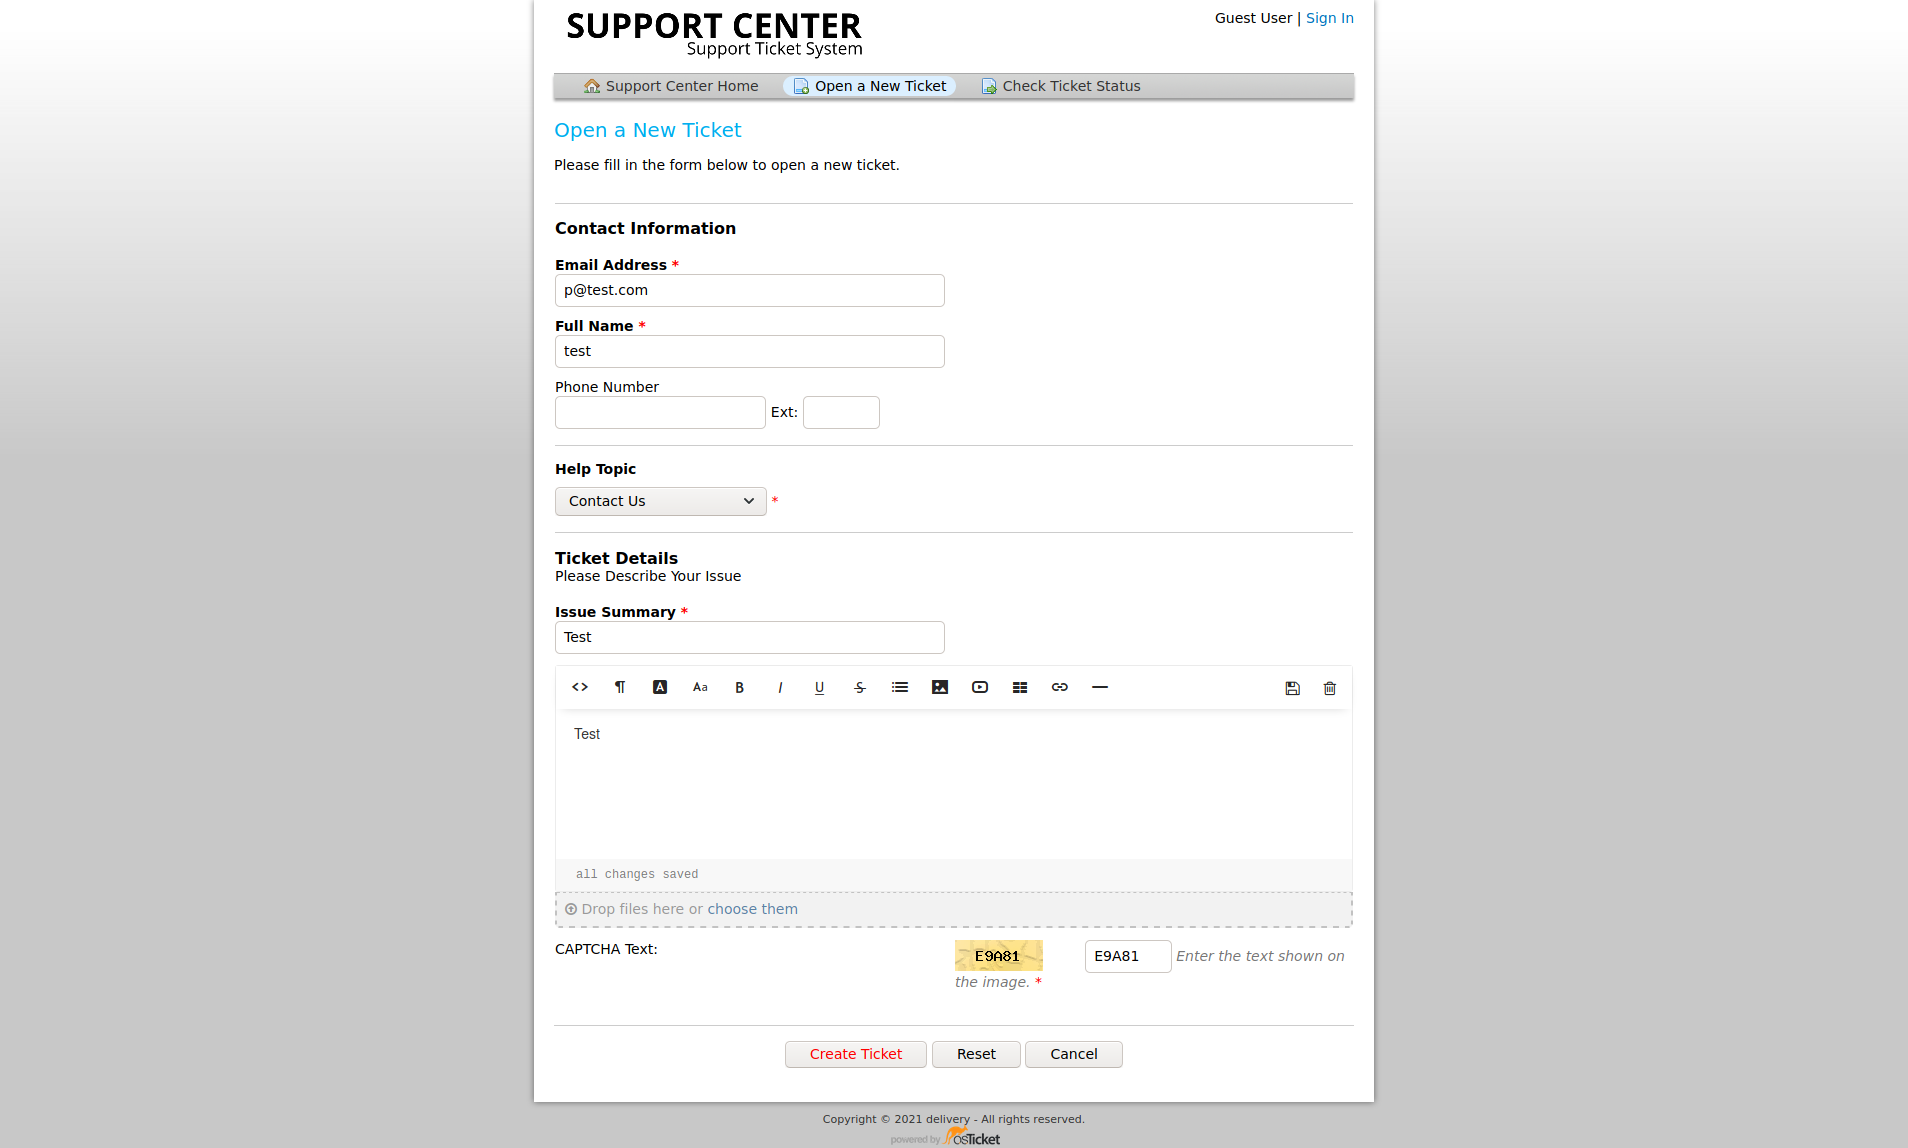 SUPPORT CENTER
Support Ticket System
Guest User | Sign In
Support Center Home
Open a New Ticket
Check Ticket Status
Open a New Ticket
Please fill in the form below to open a new ticket.
Contact Information
Email Address *
p@test.com
Full Name *
test
Phone Number
Ext:
Help Topic
Contact Us *
Ticket Details
Please Describe Your Issue
Issue Summary *
Test
<> ¶ A Aa B I U S
Test
all changes saved
Drop files here or choose them
CAPTCHA Text:
E9A81
E9A81
Enter the text shown on
the image. *
Create Ticket
Reset
Cancel
Copyright © 2021 delivery - All rights reserved.
powered by osTicket